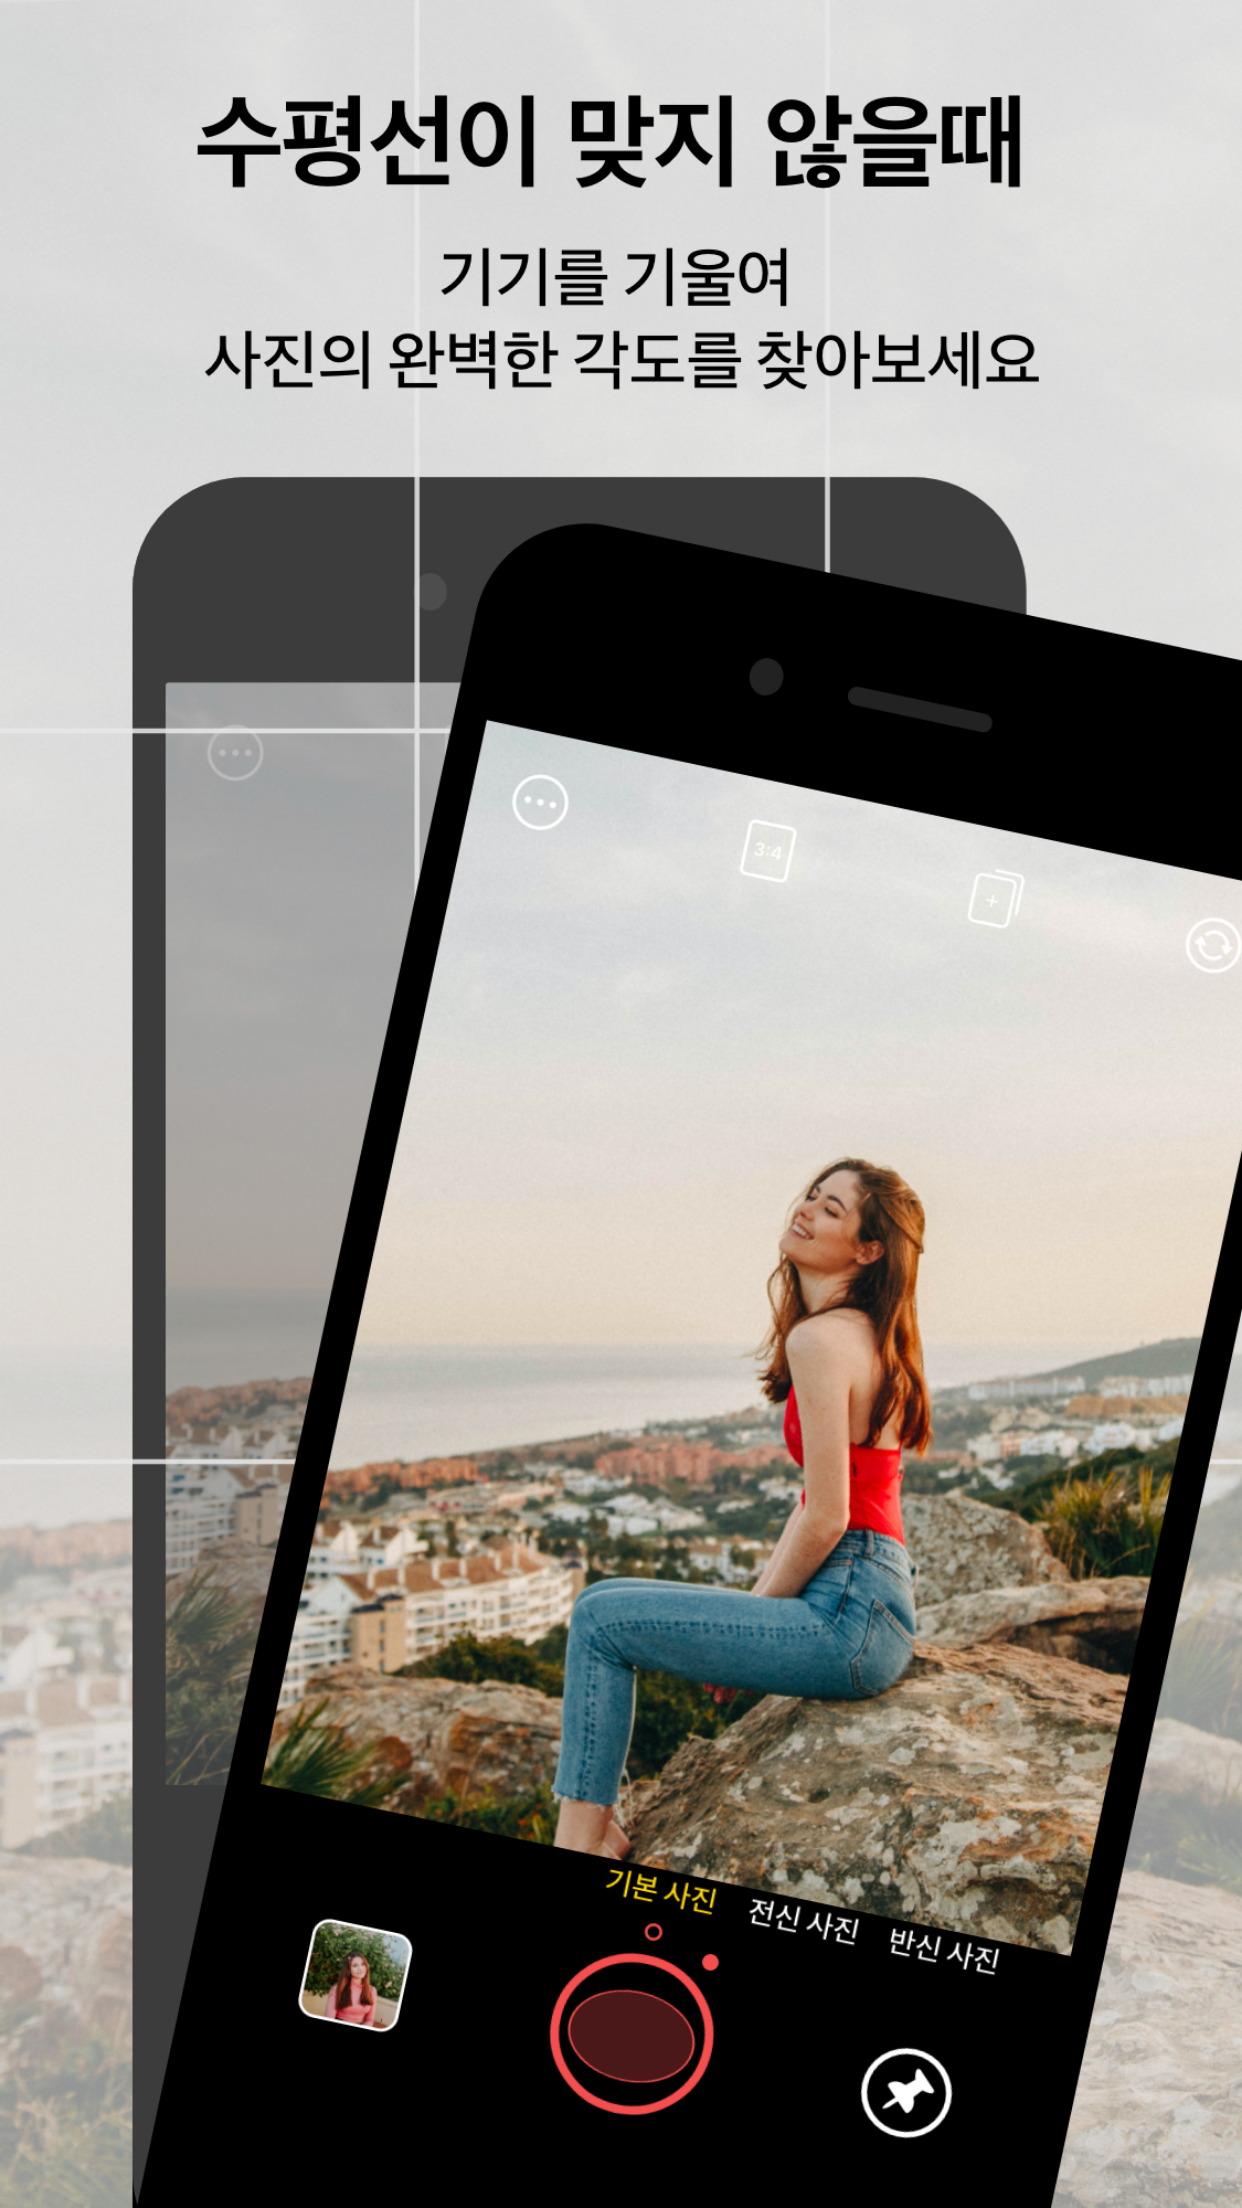 수평선이 맞지 않을때
기기를 기울여
사진의 완벽한 각도를 찾아보세요
3:4
기본 사진 전신 사진 반신 사진